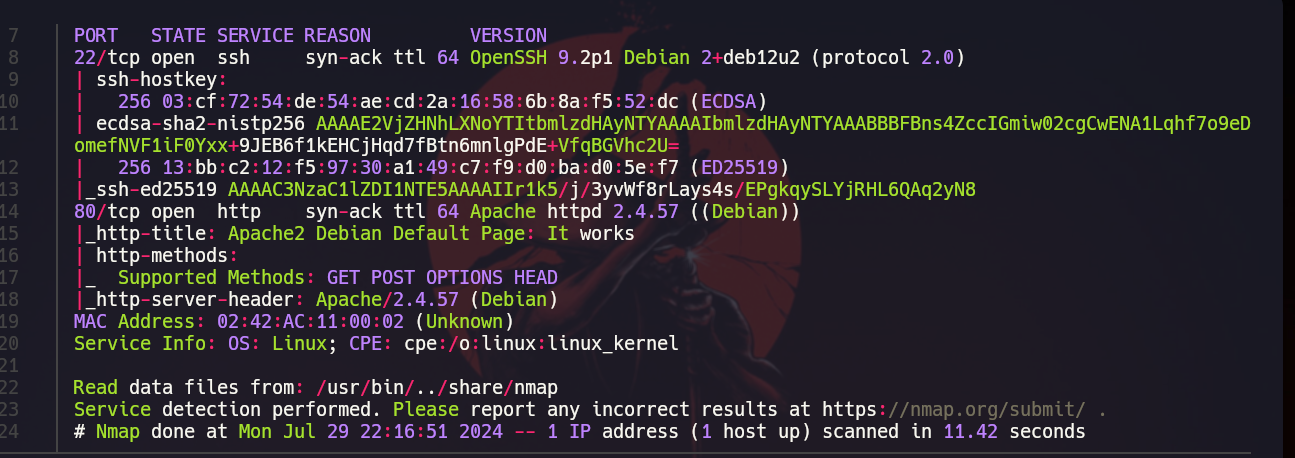 7 PORT   STATE SERVICE REASON         VERSION
8 22/tcp open  ssh     syn-ack ttl 64 OpenSSH 9.2p1 Debian 2+deb12u2 (protocol 2.0)
9 | ssh-hostkey:
10 |   256 03:cf:72:54:de:54:ae:cd:2a:16:58:6b:8a:f5:52:dc (ECDSA)
11 | ecdsa-sha2-nistp256 AAAAE2VjZHNhLXNoYTItbmlzdHAyNTYAAAAIbmlzdHAyNTYAAABBBFBns4ZccIGmiw02cgCwENA1Lqhf7o9eD
omefNVF1iF0Yxx+9JEB6f1kEHCjHqd7fBtn6mnlgPdE+VfqBGVhc2U=
12 |   256 13:bb:c2:12:f5:97:30:a1:49:c7:f9:d0:ba:d0:5e:f7 (ED25519)
13 |_ssh-ed25519 AAAAC3NzaC1lZDI1NTE5AAAAIIr1k5/j/3yvWf8rLays4s/EPgkqySLYjRHL6QAq2yN8
14 80/tcp open  http    syn-ack ttl 64 Apache httpd 2.4.57 ((Debian))
15 |_http-title: Apache2 Debian Default Page: It works
16 | http-methods:
17 |_  Supported Methods: GET POST OPTIONS HEAD
18 |_http-server-header: Apache/2.4.57 (Debian)
19 MAC Address: 02:42:AC:11:00:02 (Unknown)
20 Service Info: OS: Linux; CPE: cpe:/o:linux:linux_kernel
21
22 Read data files from: /usr/bin/../share/nmap
23 Service detection performed. Please report any incorrect results at https://nmap.org/submit/ .
24 # Nmap done at Mon Jul 29 22:16:51 2024 -- 1 IP address (1 host up) scanned in 11.42 seconds